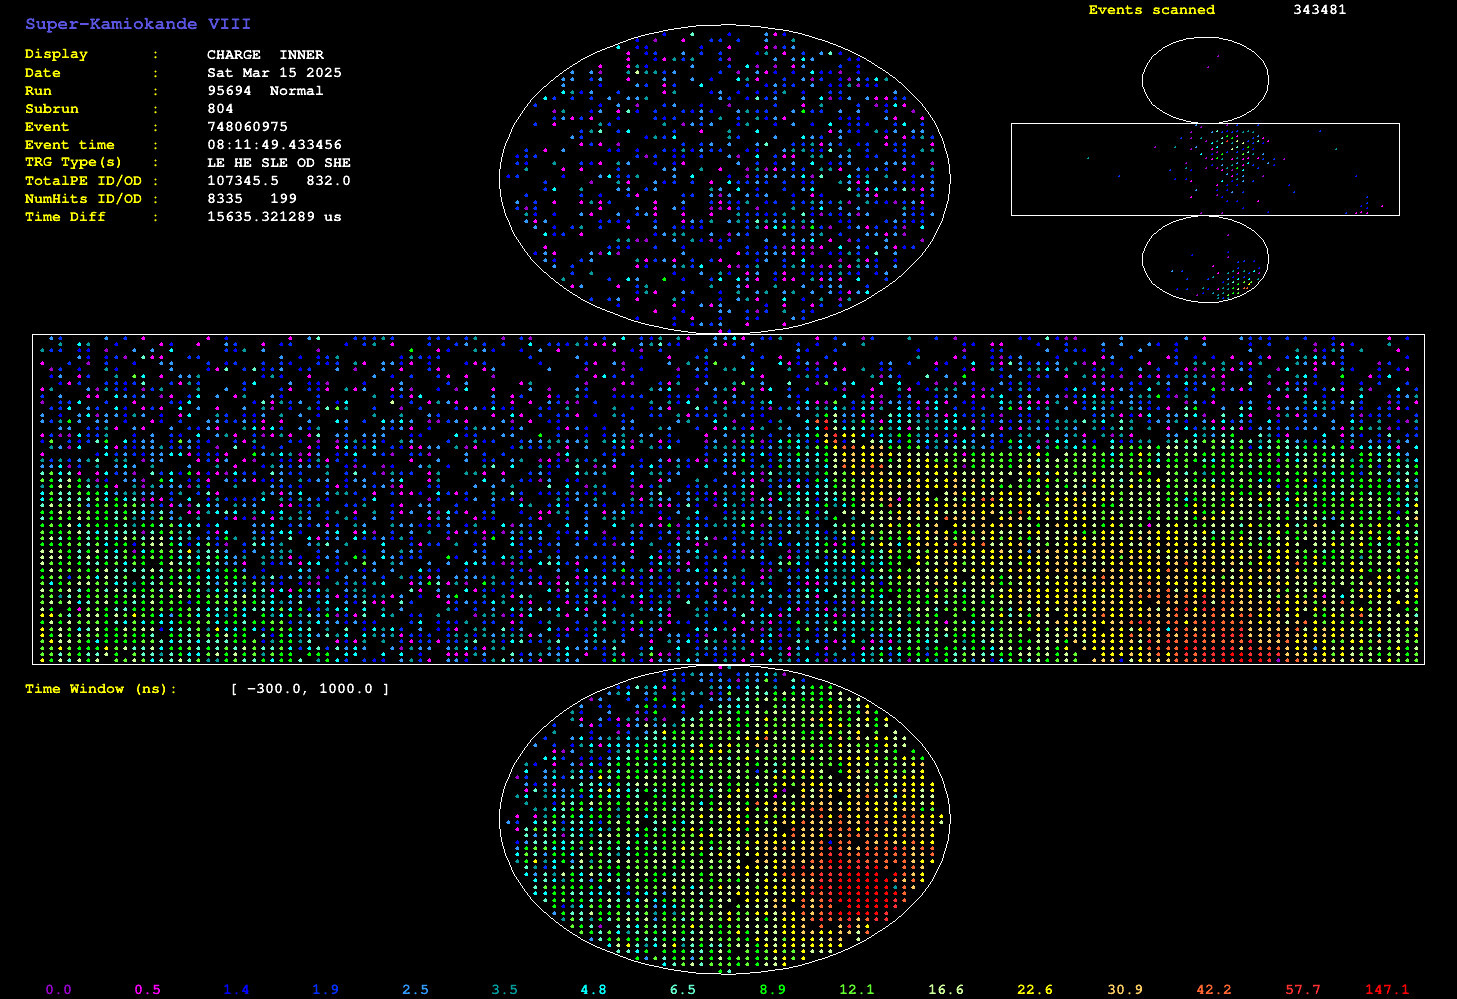 Super-Kamiokande VIII
Events scanned 343481
Display : CHARGE INNER
Date : Sat Mar 15 2025
Run : 95694 Normal
Subrun : 804
Event : 748060975
Event time : 08:11:49.433456
TRG Type(s) : LE HE SLE OD SHE
TotalPE ID/OD : 107345.5 832.0
NumHits ID/OD : 8335 199
Time Diff : 15635.321289 us
Time Window (ns): [ -300.0, 1000.0 ]
0.0 0.5 1.4 1.9 2.5 3.5 4.8 6.5 8.9 12.1 16.6 22.6 30.9 42.2 57.7 147.1